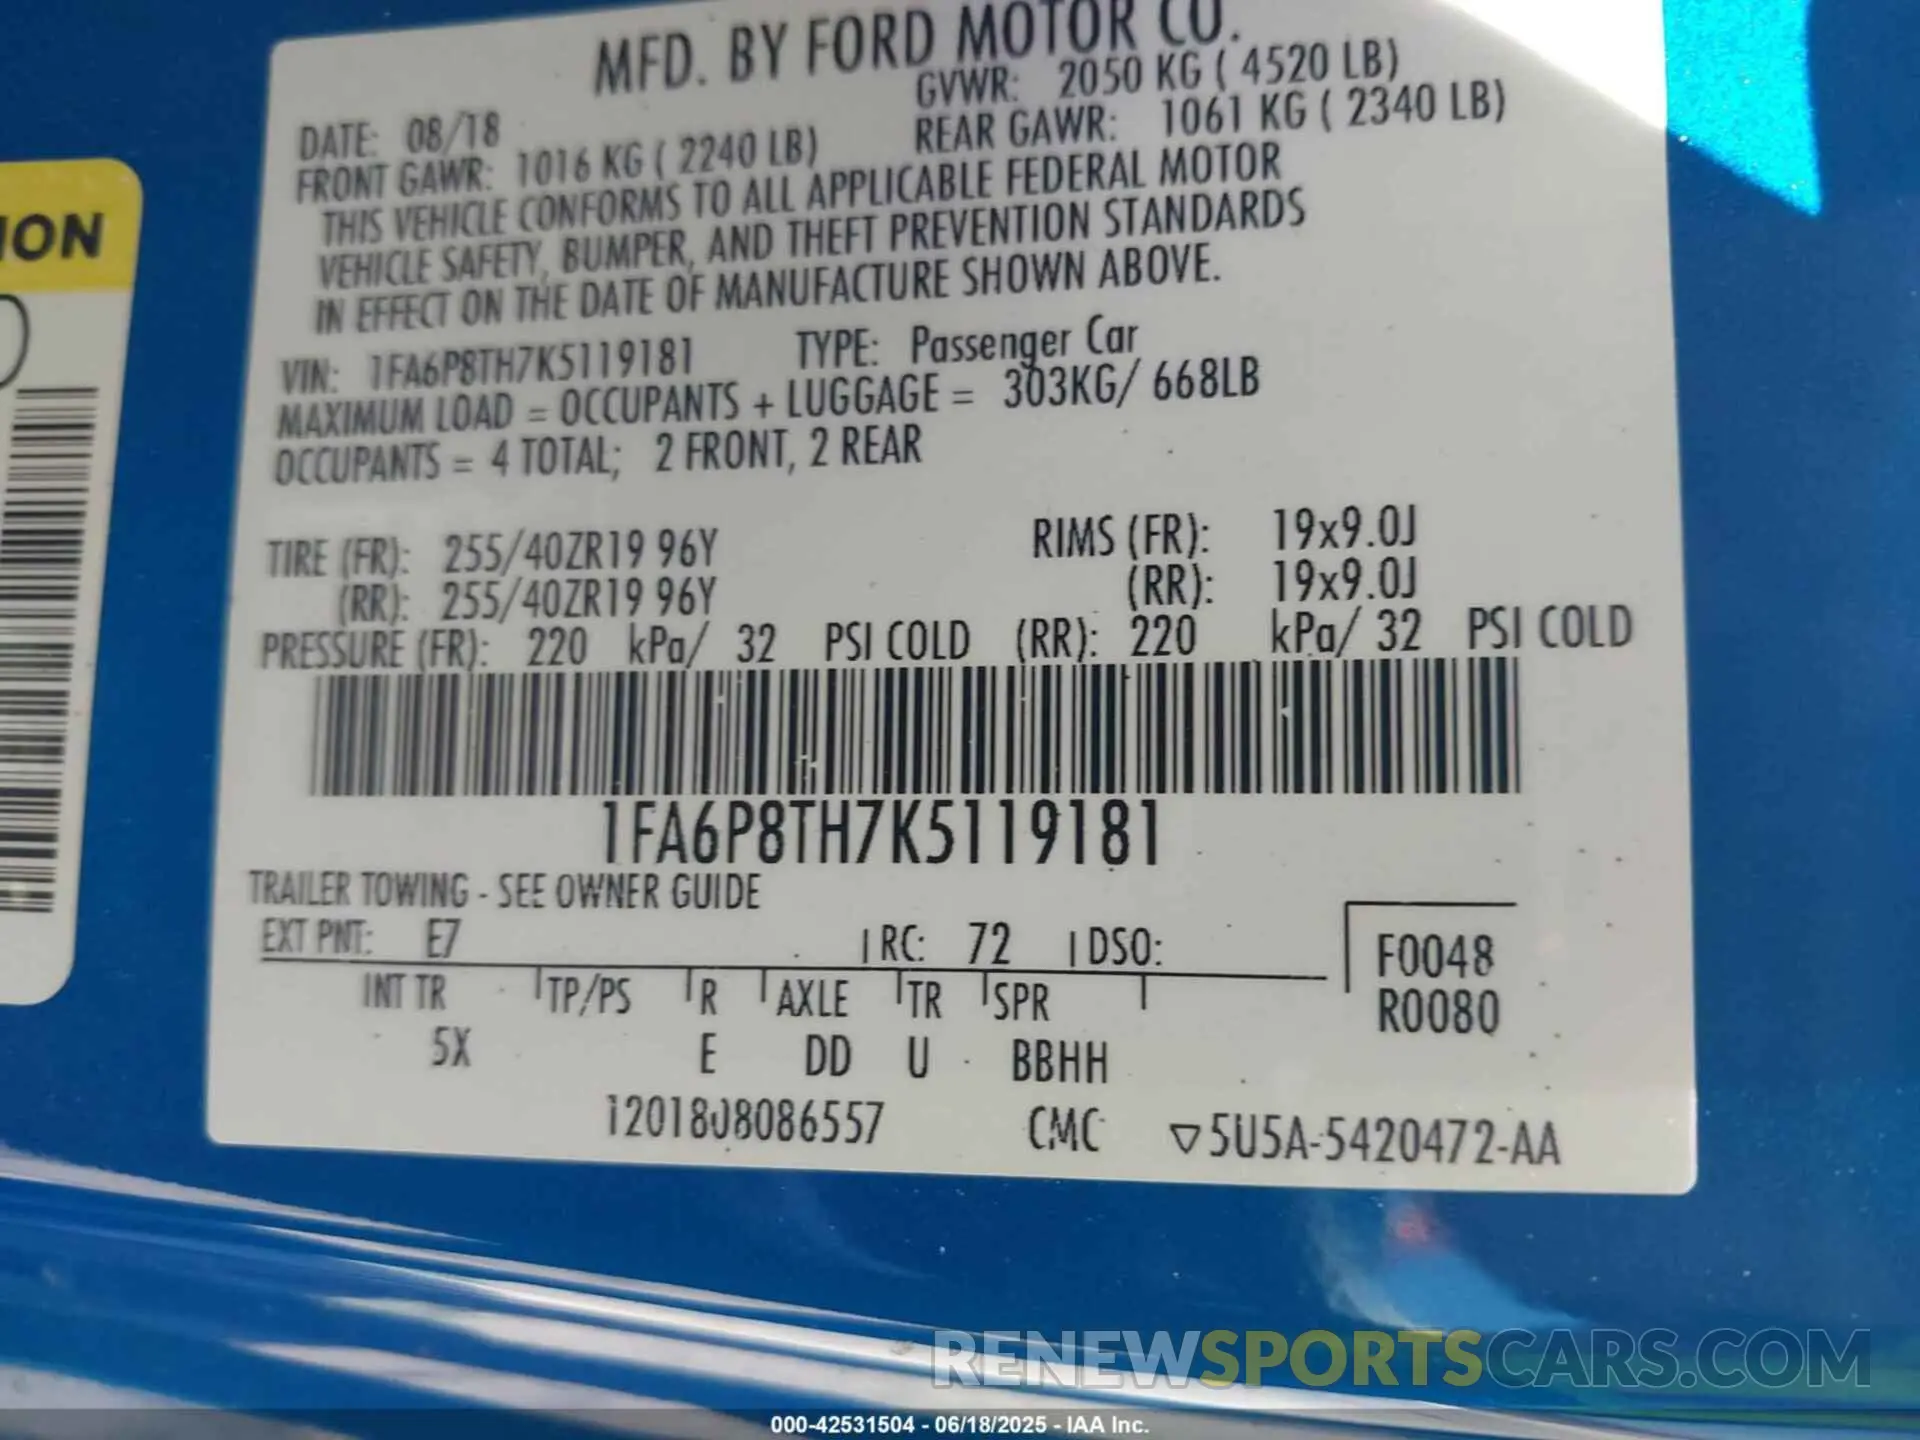 MFD. BY FORD MOTOR CO.
DATE: 08/18 GVWR: 2050 KG ( 4520 LB)
FRONT GAWR: 1016 KG ( 2240 LB) REAR GAWR: 1061 KG ( 2340 LB)
THIS VEHICLE CONFORMS TO ALL APPLICABLE FEDERAL MOTOR
VEHICLE SAFETY, BUMPER, AND THEFT PREVENTION STANDARDS
IN EFFECT ON THE DATE OF MANUFACTURE SHOWN ABOVE.
VIN: 1FA6P8TH7K5119181 TYPE: Passenger Car
MAXIMUM LOAD = OCCUPANTS + LUGGAGE = 303KG/ 668LB
OCCUPANTS = 4 TOTAL; 2 FRONT, 2 REAR
TIRE (FR): 255/40ZR19 96Y RIMS (FR): 19x9.0J
(RR): 255/40ZR19 96Y (RR): 19x9.0J
PRESSURE (FR): 220 kPa/ 32 PSI COLD (RR): 220 kPa/ 32 PSI COLD
1FA6P8TH7K5119181
TRAILER TOWING - SEE OWNER GUIDE
EXT PNT: E7 RC: 72 DSO: F0048
INT TR TP/PS R AXLE TR SPR R0080
5X E DD U BBHH
1201808086557 CMC ▽5U5A-5420472-AA
ION
RENEWSPORTSCARS.COM
000-42531504 - 06/18/2025 - IAA Inc.